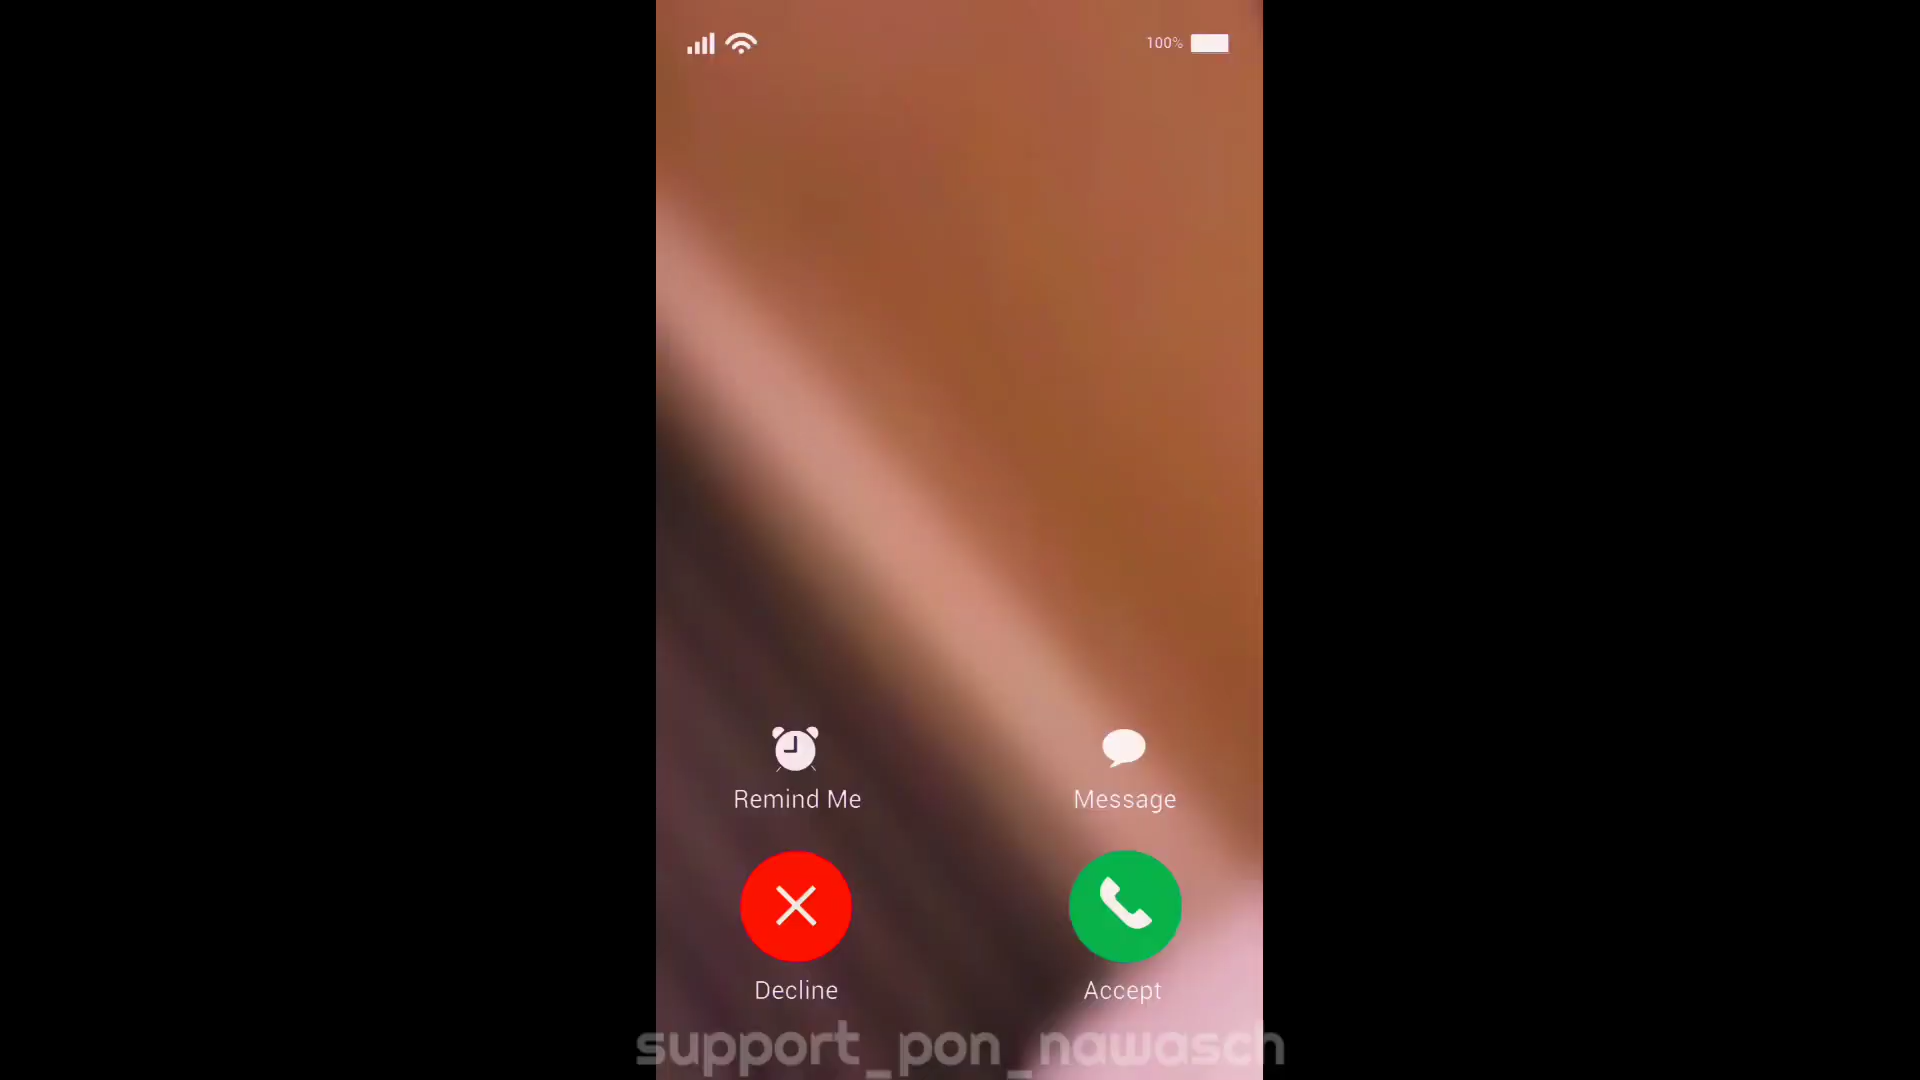 100%
Remind Me
Message
Decline
Accept
support_pon_nawasch